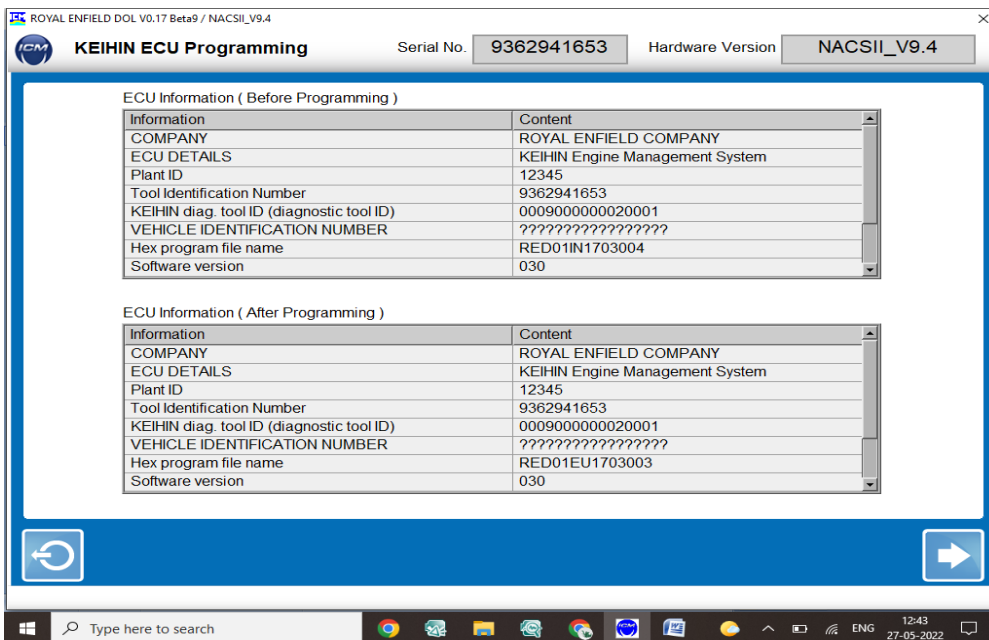 ROYAL ENFIELD DOL V0.17 Beta9 / NACSII_V9.4
ICM KEIHIN ECU Programming Serial No. 9362941653 Hardware Version NACSII_V9.4
ECU Information ( Before Programming )
Information Content
COMPANY ROYAL ENFIELD COMPANY
ECU DETAILS KEIHIN Engine Management System
Plant ID 12345
Tool Identification Number 9362941653
KEIHIN diag. tool ID (diagnostic tool ID) 0009000000020001
VEHICLE IDENTIFICATION NUMBER ?????????????????
Hex program file name RED01IN1703004
Software version 030
ECU Information ( After Programming )
Information Content
COMPANY ROYAL ENFIELD COMPANY
ECU DETAILS KEIHIN Engine Management System
Plant ID 12345
Tool Identification Number 9362941653
KEIHIN diag. tool ID (diagnostic tool ID) 0009000000020001
VEHICLE IDENTIFICATION NUMBER ?????????????????
Hex program file name RED01EU1703003
Software version 030
Type here to search ENG 12:43
27-05-2022